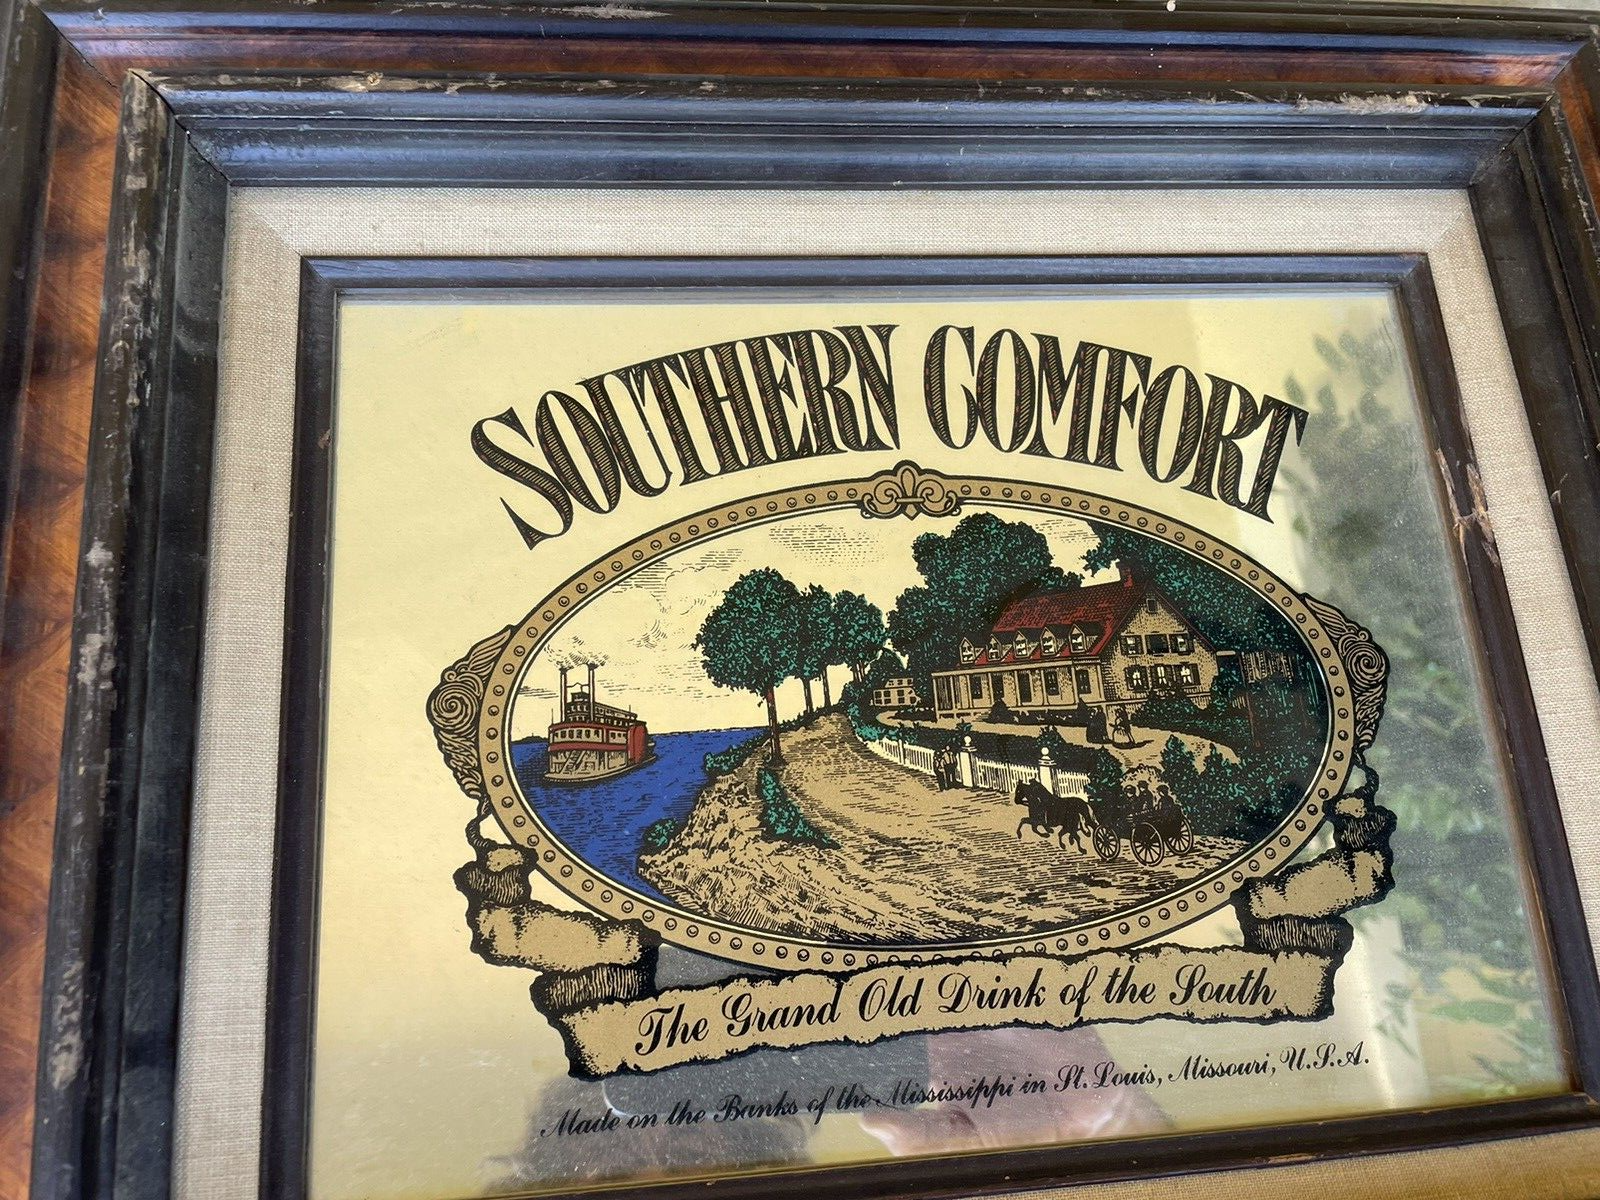 SOUTHERN COMFORT
The Grand Old Drink of the South
Made on the Banks of the Mississippi in St. Louis, Missouri, U.S.A.